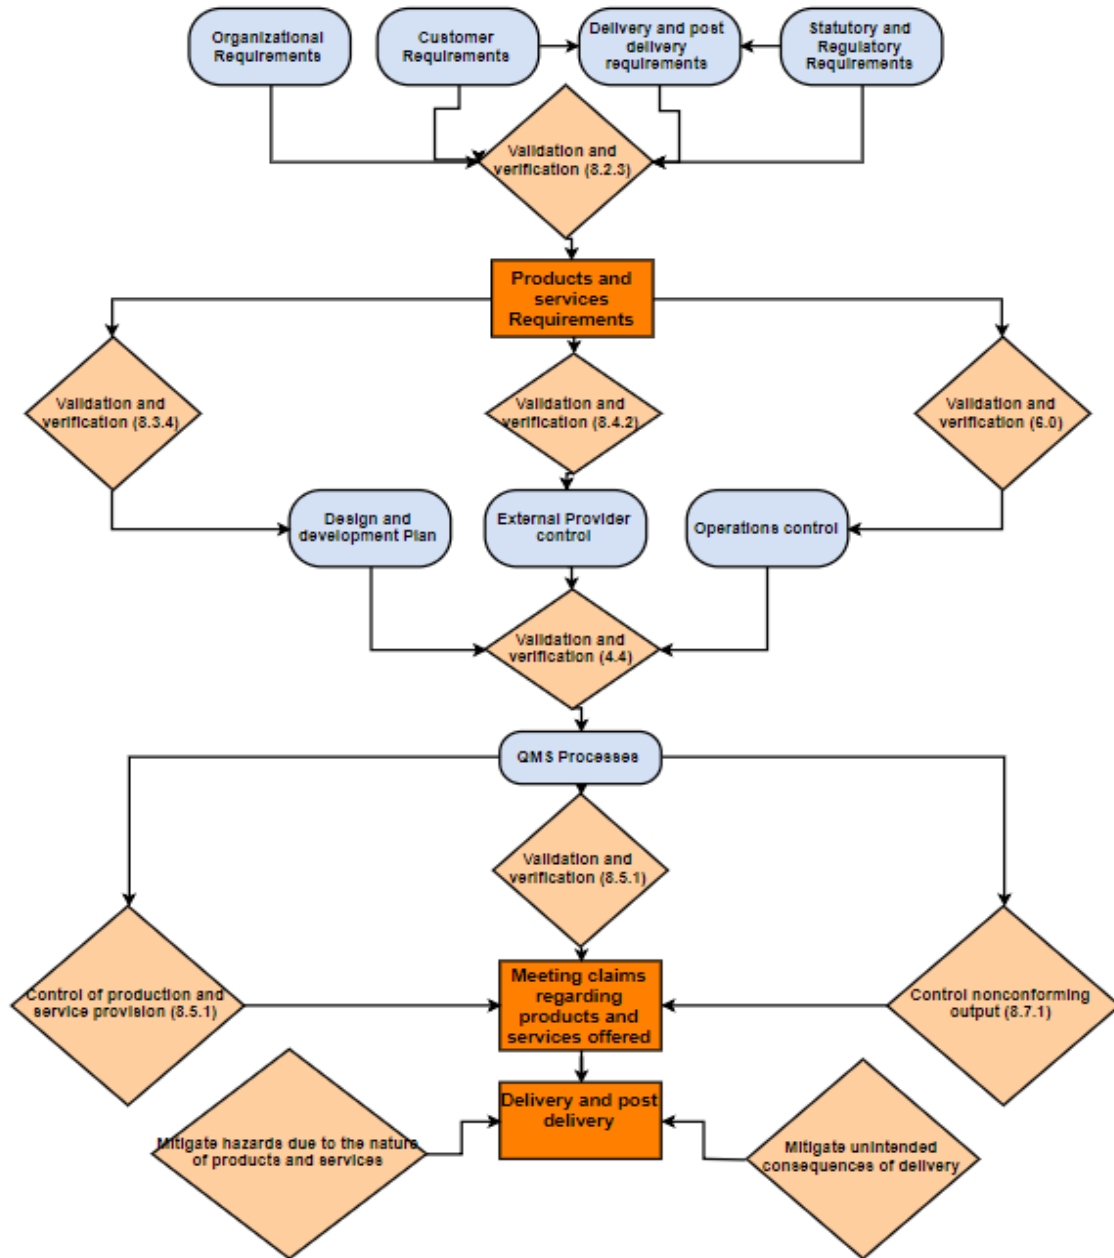 Organizational
Requirements
Customer
Requirements
Delivery and post
delivery
requirements
Statutory and
Regulatory
Requirements
Validation and
verification (8.2.3)
Products and
services
Requirements
Validation and
verification (8.3.4)
Validation and
verification (8.4.2)
Validation and
verification (6.0)
Design and
development Plan
External Provider
control
Operations control
Validation and
verification (4.4)
QMS Processes
Validation and
verification (8.5.1)
Control of production and
service provision (8.5.1)
Meeting claims
regarding
products and
services offered
Control nonconforming
output (8.7.1)
Delivery and post
delivery
Mitigate hazards due to the nature
of products and services
Mitigate unintended
consequences of delivery